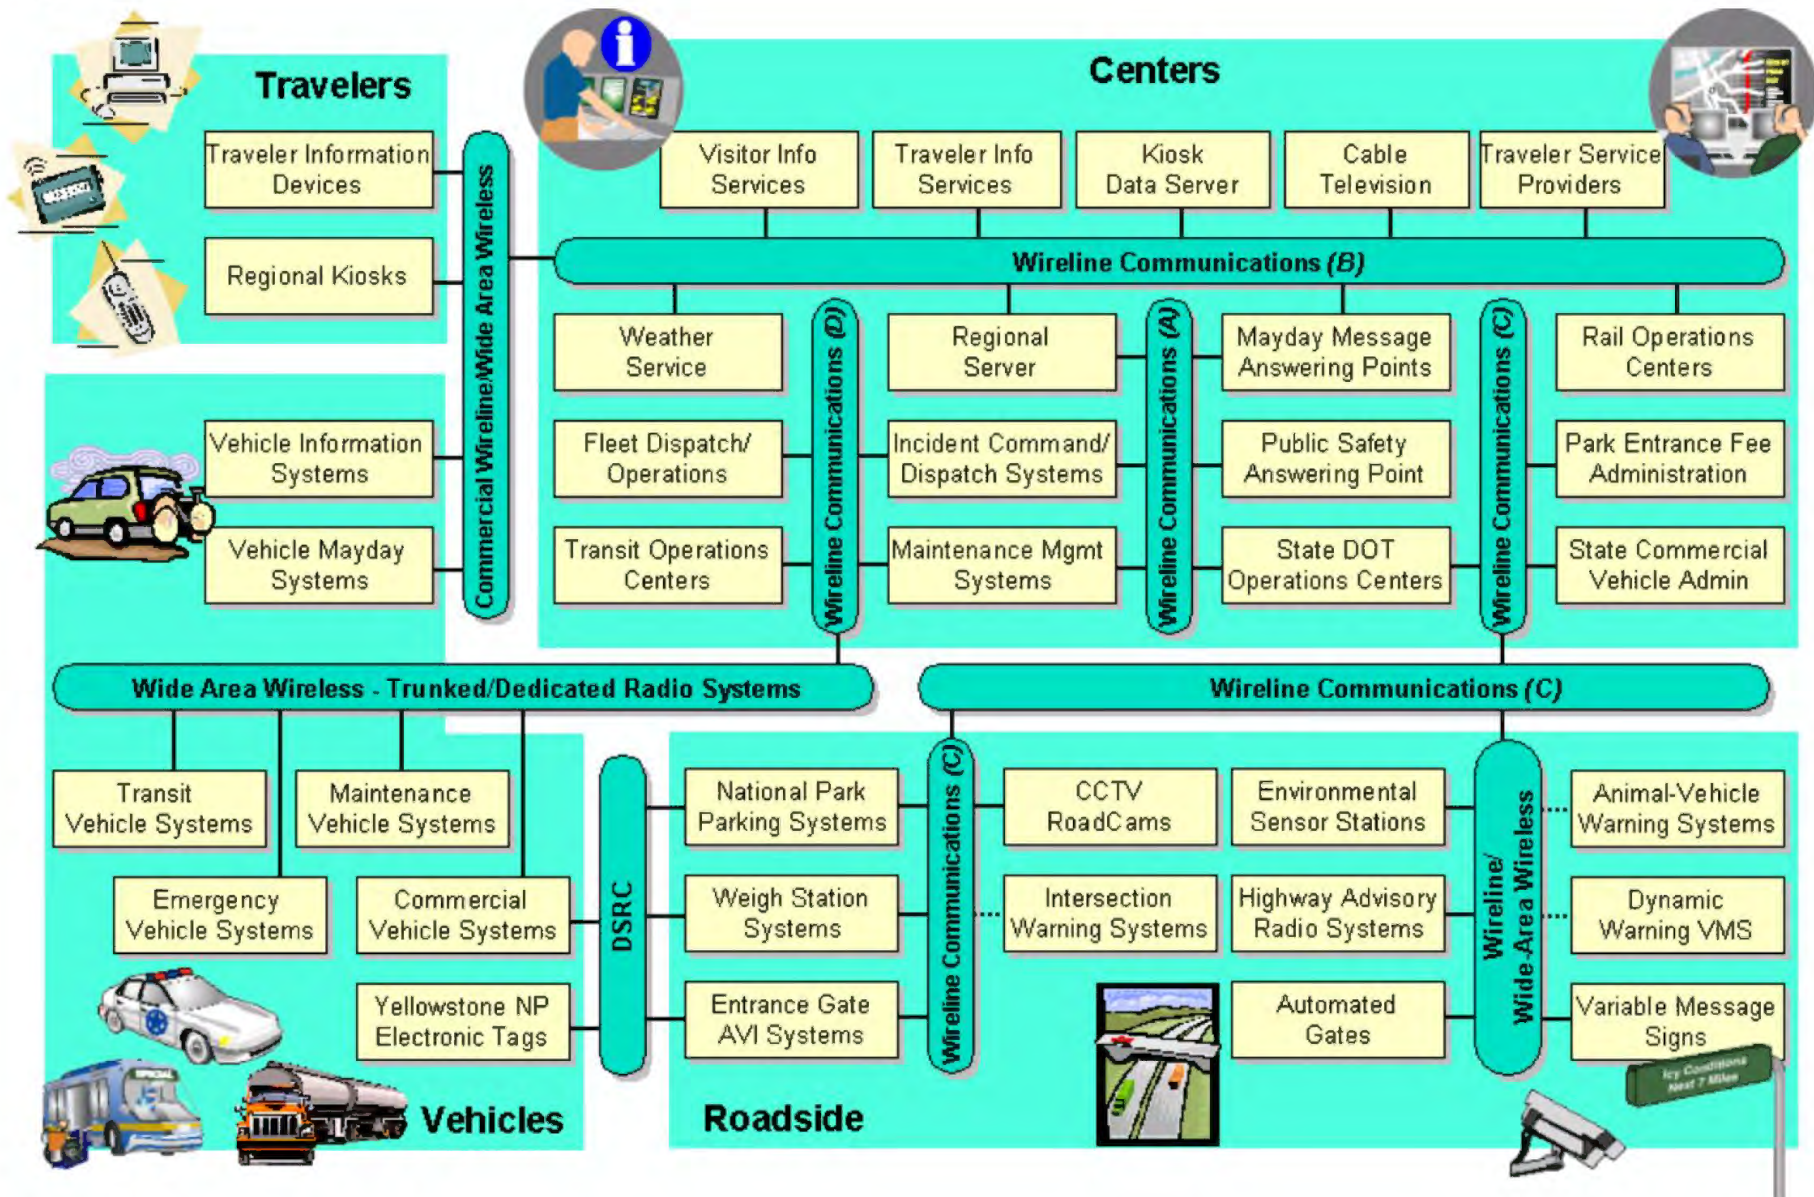 Travelers
Centers
Traveler Information
Devices
Regional Kiosks
Commercial Wireline/Wide Area Wireless
Visitor Info
Services
Traveler Info
Services
Kiosk
Data Server
Cable
Television
Traveler Service
Providers
Wireline Communications (B)
Weather
Service
Wireline Communications (D)
Regional
Server
Wireline Communications (A)
Mayday Message
Answering Points
Wireline Communications (C)
Rail Operations
Centers
Vehicle Information
Systems
Fleet Dispatch/
Operations
Incident Command/
Dispatch Systems
Public Safety
Answering Point
Park Entrance Fee
Administration
Vehicle Mayday
Systems
Transit Operations
Centers
Maintenance Mgmt
Systems
State DOT
Operations Centers
State Commercial
Vehicle Admin
Wide Area Wireless - Trunked/Dedicated Radio Systems
Wireline Communications (C)
Transit
Vehicle Systems
Maintenance
Vehicle Systems
Emergency
Vehicle Systems
Commercial
Vehicle Systems
Yellowstone NP
Electronic Tags
DSRC
National Park
Parking Systems
Weigh Station
Systems
Entrance Gate
AVI Systems
Wireline Communications (C)
CCTV
RoadCams
Intersection
Warning Systems
Environmental
Sensor Stations
Highway Advisory
Radio Systems
Automated
Gates
Wireline/
Wide Area Wireless
Animal-Vehicle
Warning Systems
Dynamic
Warning VMS
Variable Message
Signs
Icy Conditions
Next 7 Miles
SPECIAL
Vehicles
Roadside